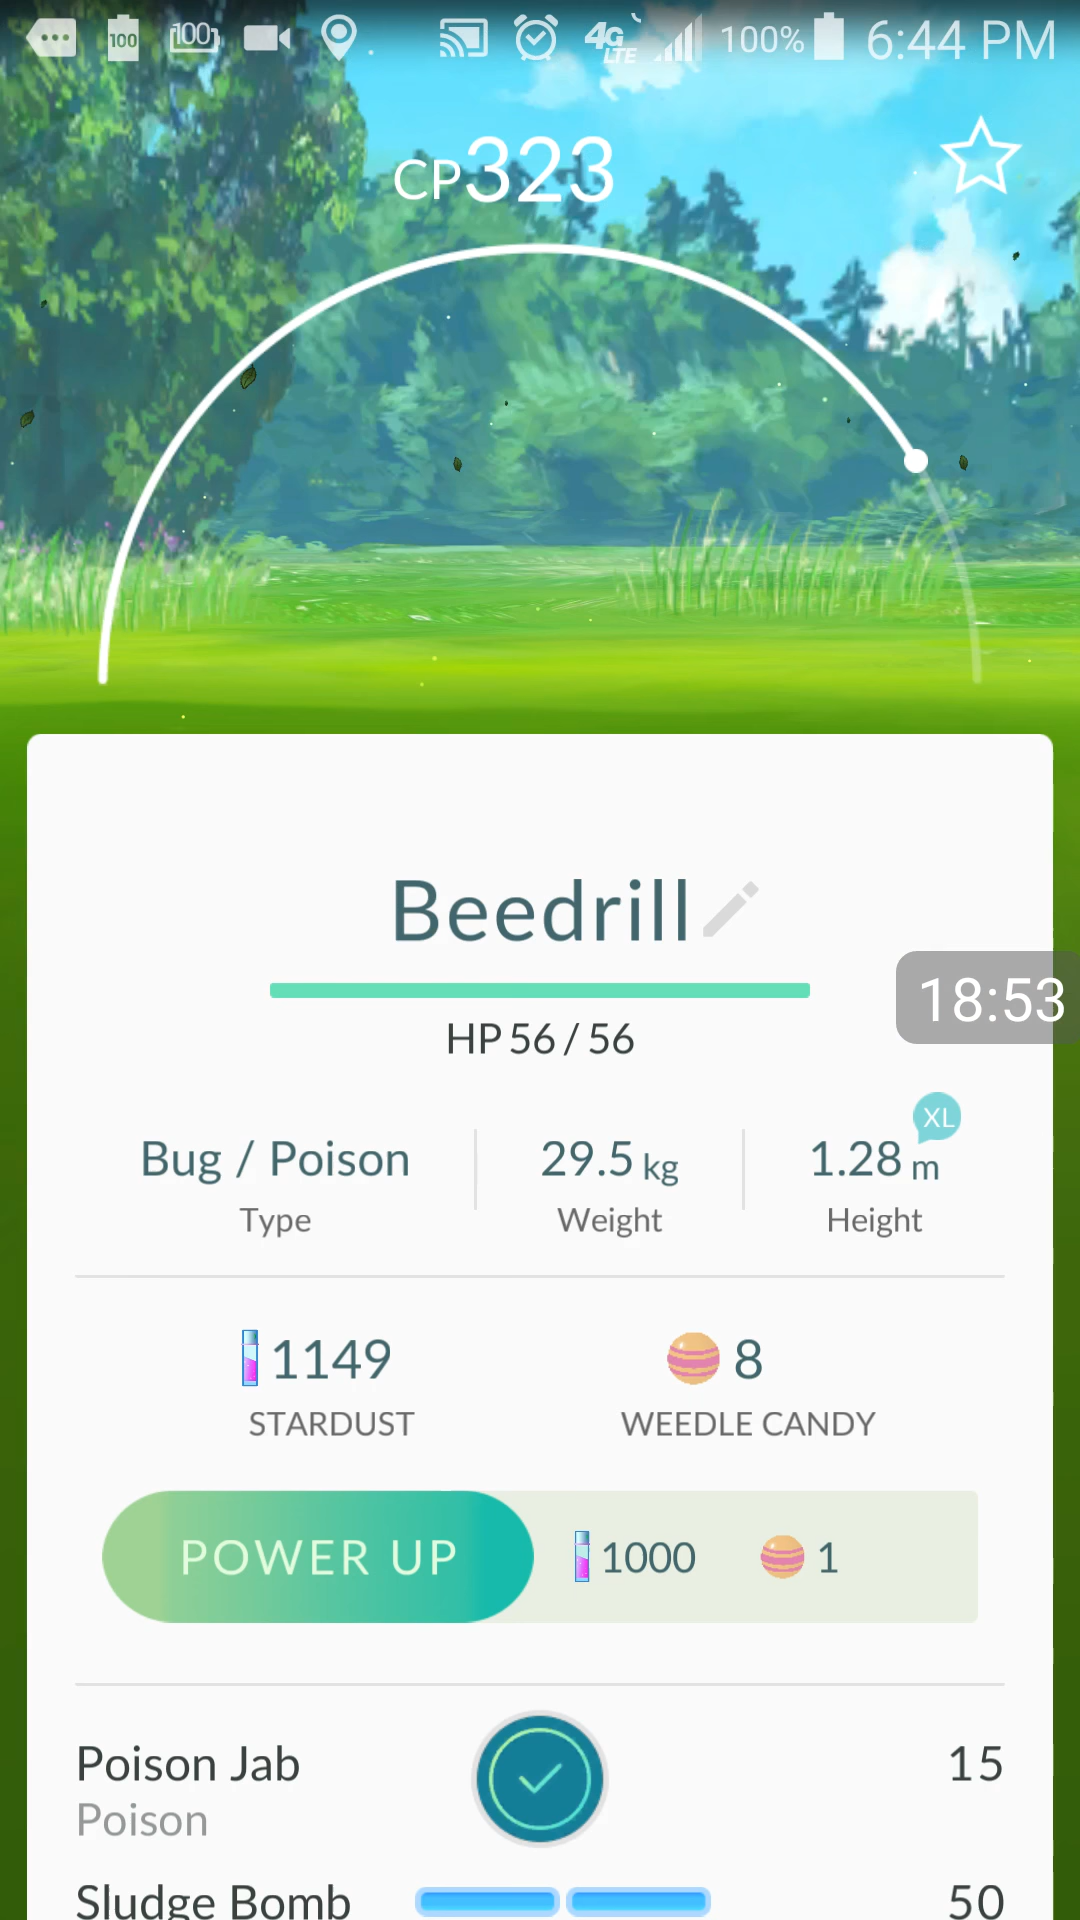 100 100 4G LTE 100% 6:44 PM
CP323
Beedrill
18:53
HP 56 / 56
XL
Bug / Poison 29.5 kg 1.28 m
Type Weight Height
1149 8
STARDUST WEEDLE CANDY
POWER UP 1000 1
Poison Jab 15
Poison
Sludge Bomb 50